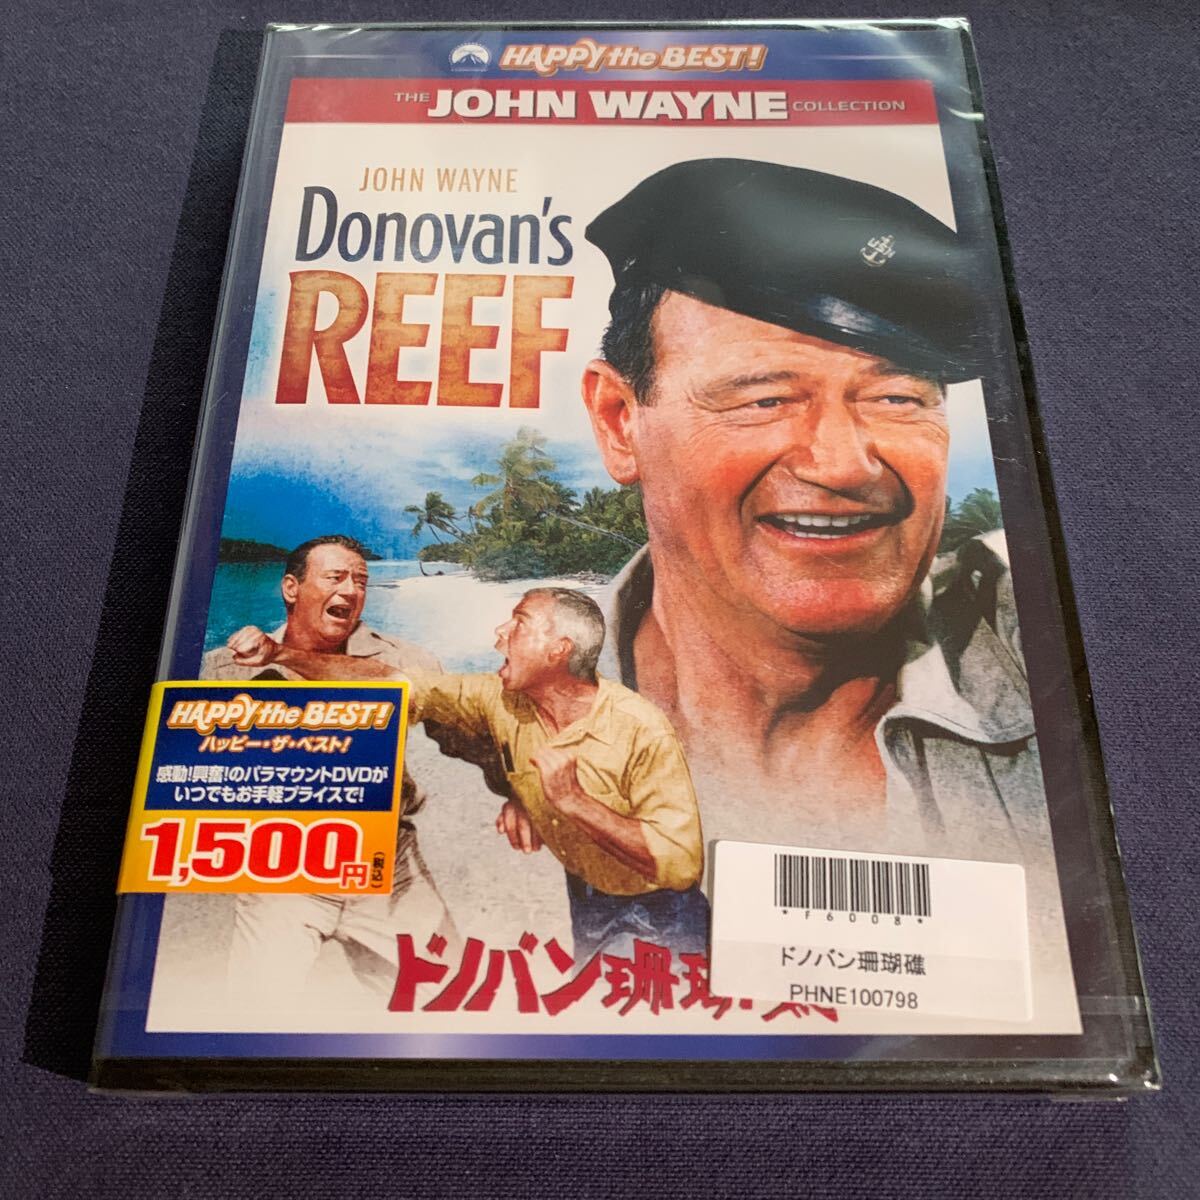 HAPPY the BEST!
THE JOHN WAYNE COLLECTION
JOHN WAYNE
Donovan's
REEF
USN
HAPPY the BEST!
ハッピー・ザ・ベスト!
感動!興奮!のパラマウントDVDが
いつでもお手軽プライスで!
1,500円(税込)
ドノバン珊瑚礁
*F6008*
ドノバン珊瑚礁
PHNE100798